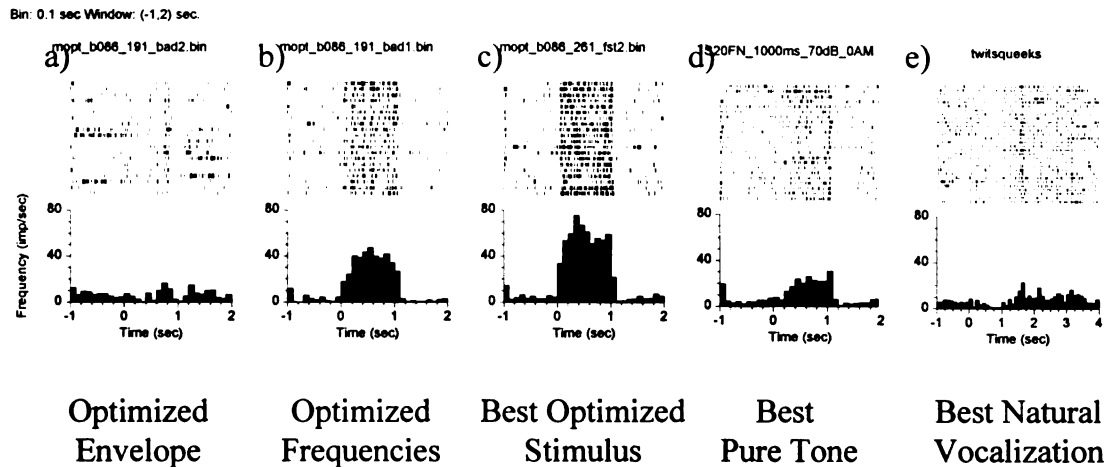 Bin: 0.1 sec Window: (-1,2) sec.
a) mopt_b086_191_bad2.bin
b) mopt_b086_191_bad1.bin
c) mopt_b086_261_fst2.bin
d) 1S20FN_1000ms_70dB_0AM
e) twitsqueeks
Frequency (imp/sec)
80
40
0
-1 0 1 2
Time (sec)
80
40
0
-1 0 1 2
Time (sec)
80
40
0
-1 0 1 2
Time (sec)
80
40
0
-1 0 1 2
Time (sec)
80
40
0
-1 0 1 2 3 4
Time (sec)
Optimized
Envelope
Optimized
Frequencies
Best Optimized
Stimulus
Best
Pure Tone
Best Natural
Vocalization